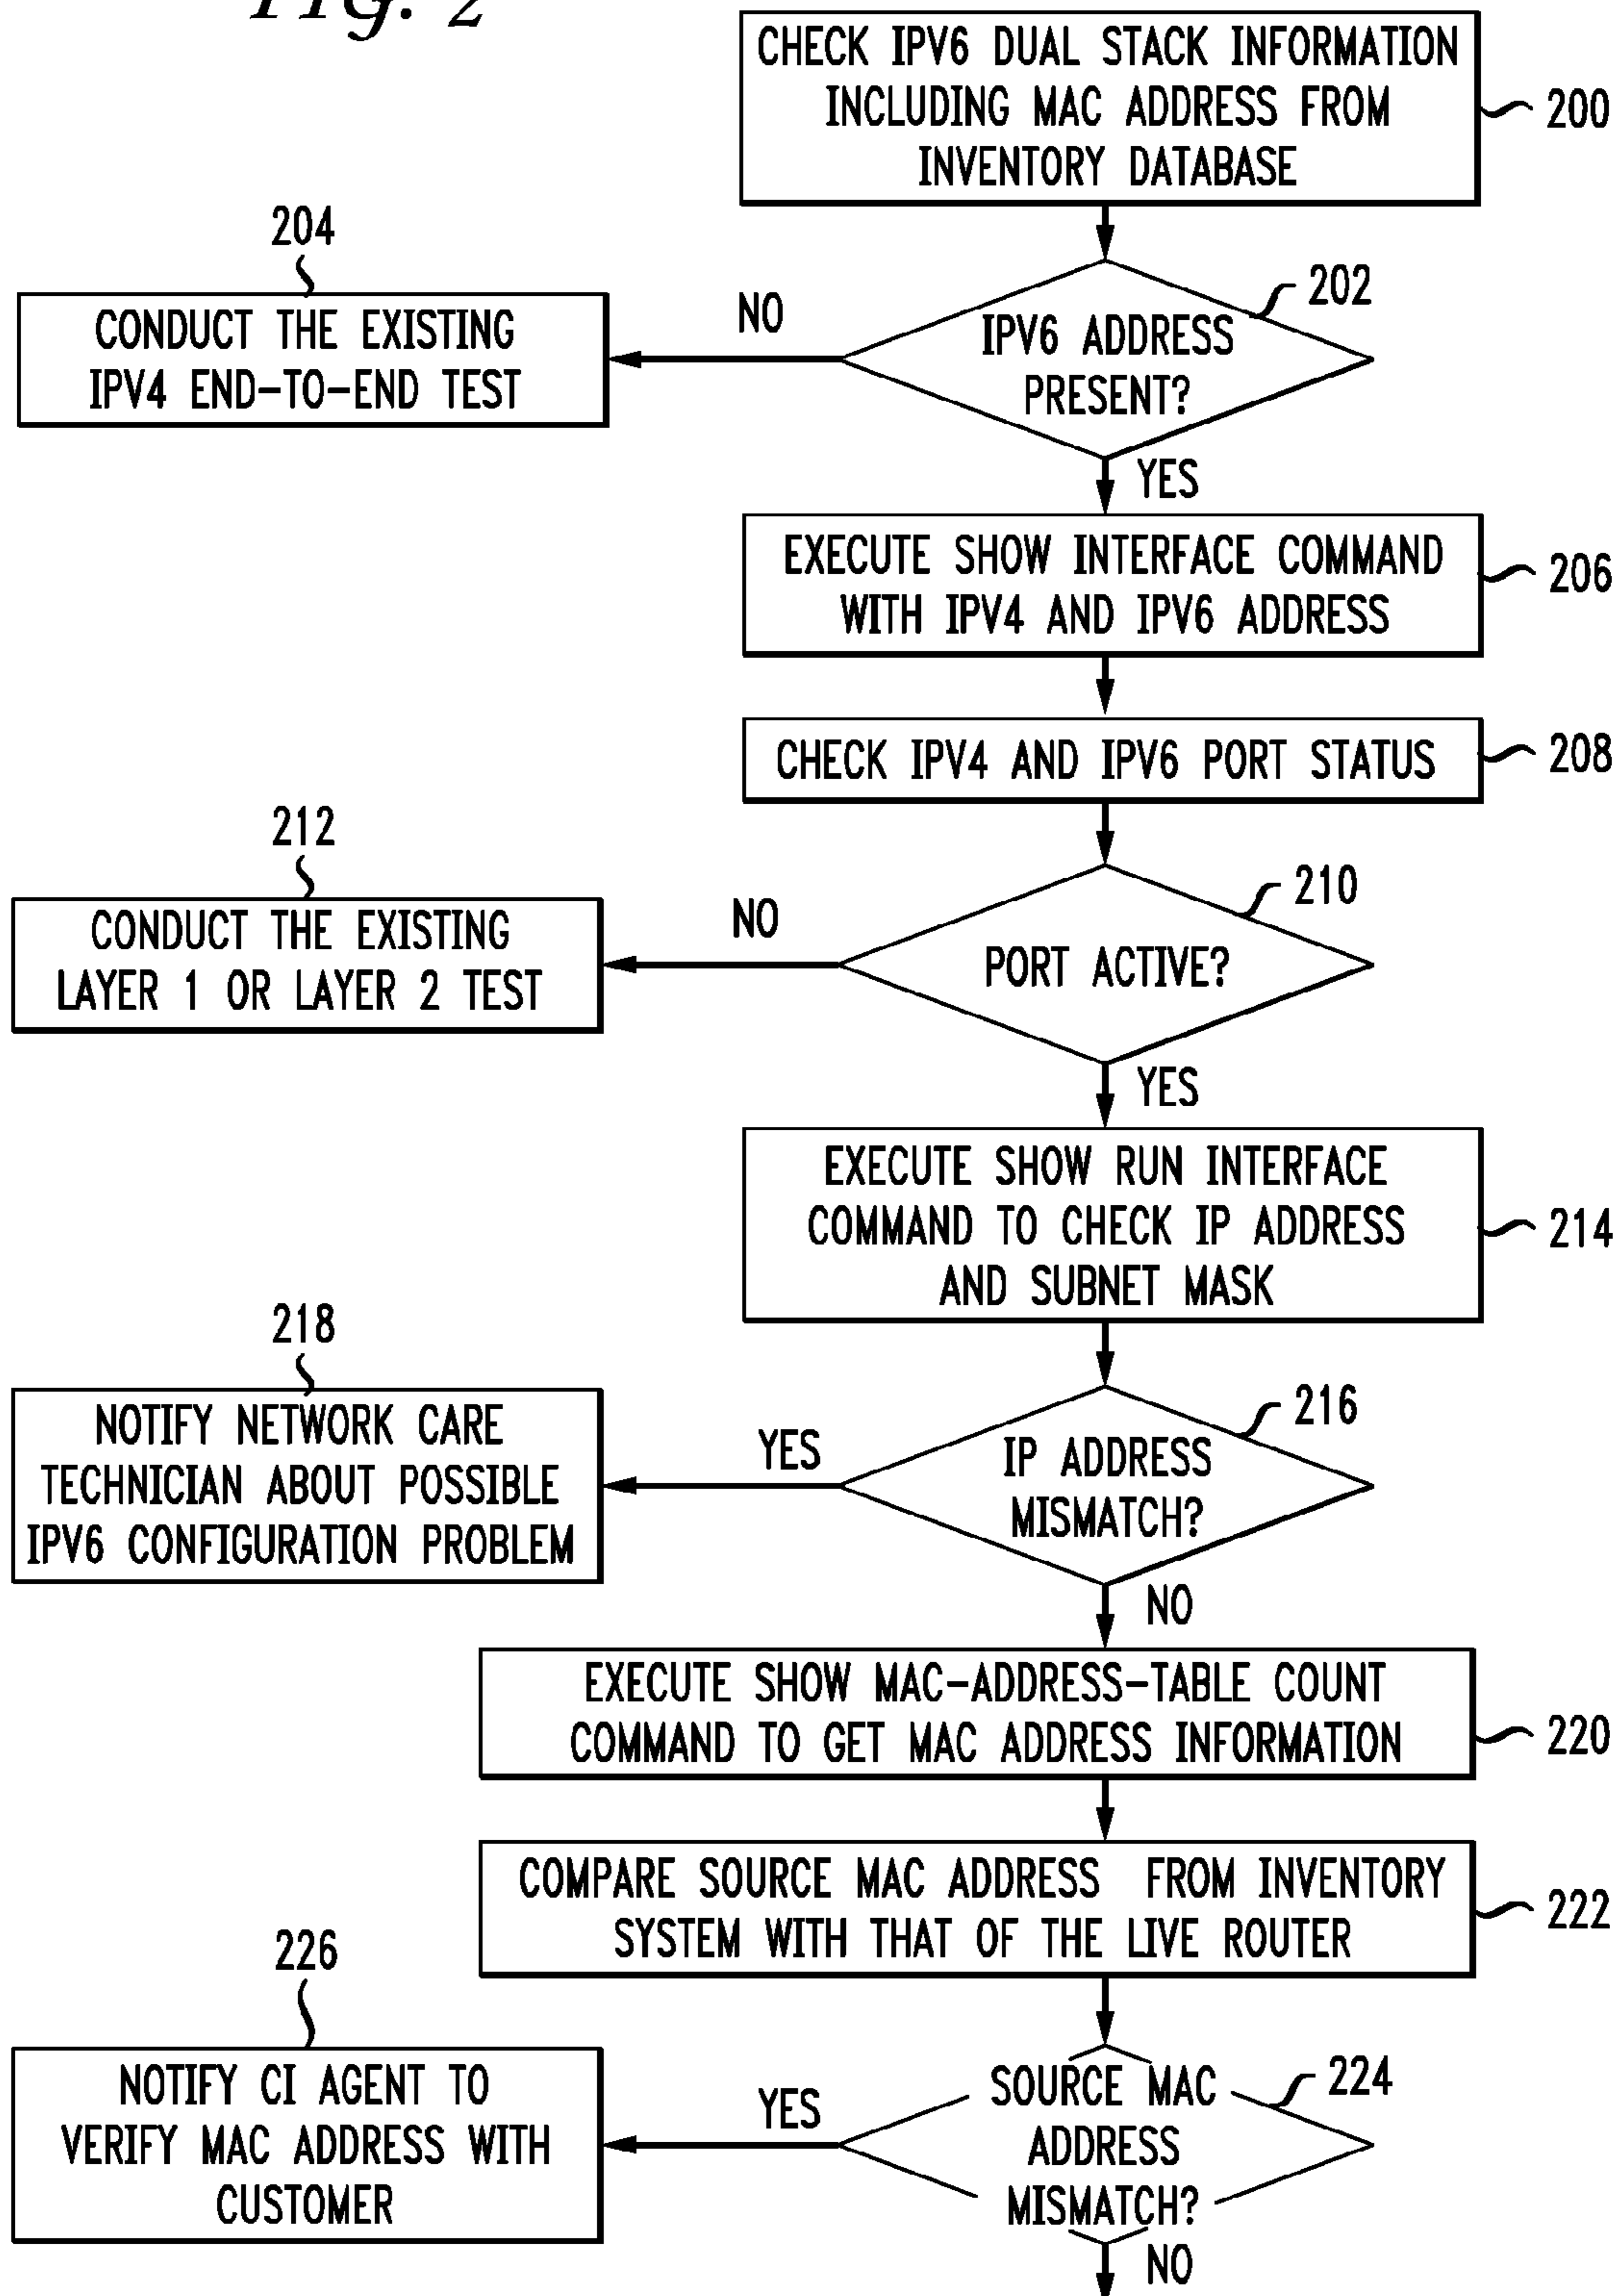 FIG. 2
CHECK IPV6 DUAL STACK INFORMATION
INCLUDING MAC ADDRESS FROM
INVENTORY DATABASE
200
204
CONDUCT THE EXISTING
IPV4 END-TO-END TEST
NO
202
IPV6 ADDRESS
PRESENT?
YES
EXECUTE SHOW INTERFACE COMMAND
WITH IPV4 AND IPV6 ADDRESS
206
CHECK IPV4 AND IPV6 PORT STATUS
208
212
CONDUCT THE EXISTING
LAYER 1 OR LAYER 2 TEST
NO
210
PORT ACTIVE?
YES
EXECUTE SHOW RUN INTERFACE
COMMAND TO CHECK IP ADDRESS
AND SUBNET MASK
214
218
NOTIFY NETWORK CARE
TECHNICIAN ABOUT POSSIBLE
IPV6 CONFIGURATION PROBLEM
YES
216
IP ADDRESS
MISMATCH?
NO
EXECUTE SHOW MAC-ADDRESS-TABLE COUNT
COMMAND TO GET MAC ADDRESS INFORMATION
220
COMPARE SOURCE MAC ADDRESS FROM INVENTORY
SYSTEM WITH THAT OF THE LIVE ROUTER
222
226
NOTIFY CI AGENT TO
VERIFY MAC ADDRESS WITH
CUSTOMER
YES
224
SOURCE MAC
ADDRESS
MISMATCH?
NO